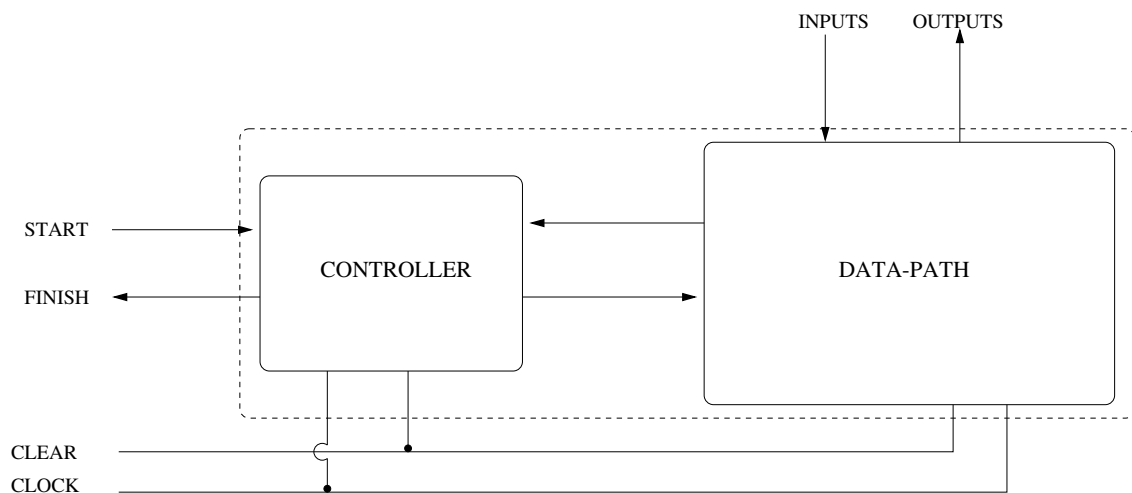 INPUTS
OUTPUTS
START
CONTROLLER
DATA-PATH
FINISH
CLEAR
CLOCK